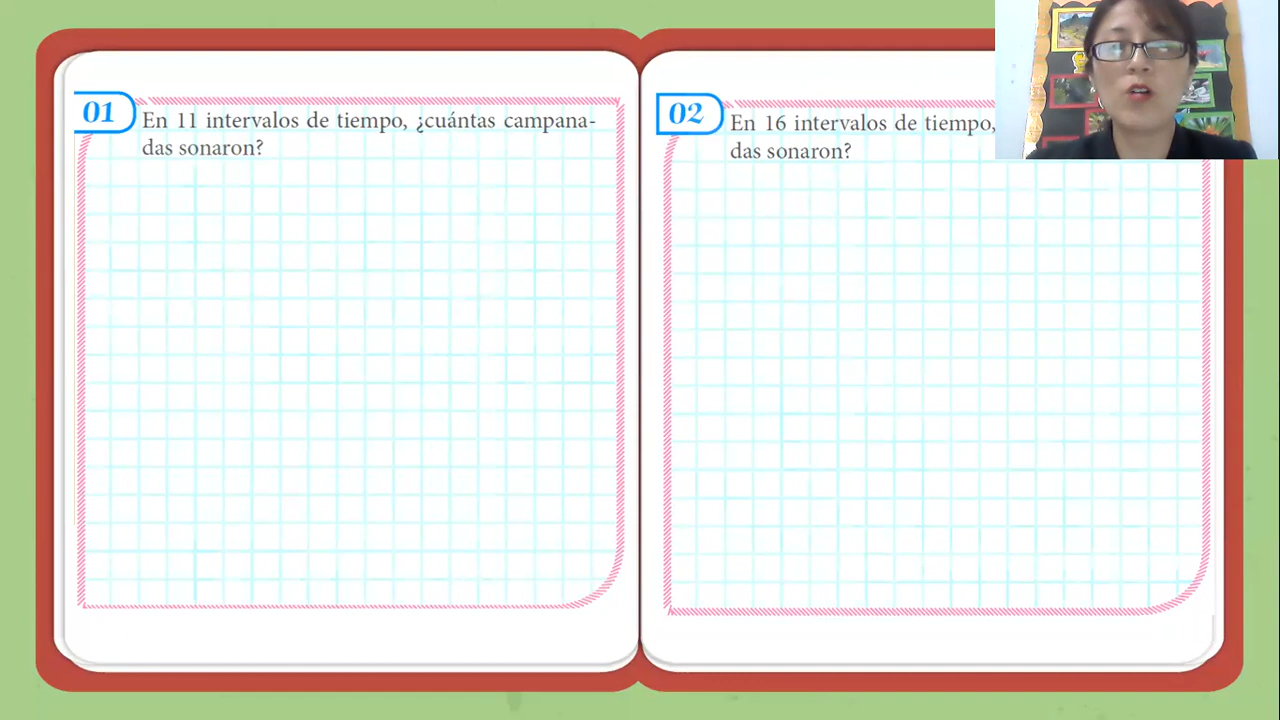 01
En 11 intervalos de tiempo, ¿cuántas campana-
das sonaron?
02
En 16 intervalos de tiempo,
das sonaron?